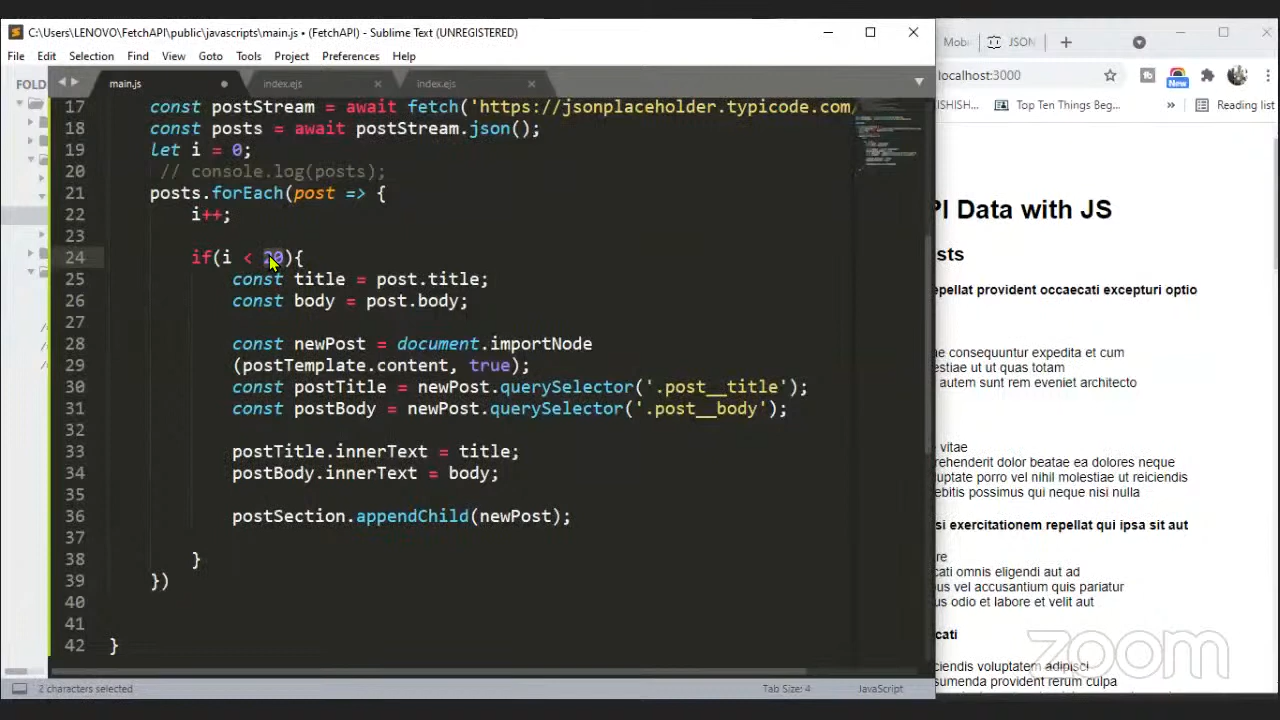 C:\Users\LENOVO\FetchAPI\public\javascripts\main.js • (FetchAPI) - Sublime Text (UNREGISTERED)
File Edit Selection Find View Goto Tools Project Preferences Help
FOLD
main.js index.ejs index.ejs
17 const postStream = await fetch('https://jsonplaceholder.typicode.com/
18 const posts = await postStream.json();
19 let i = 0;
20 // console.log(posts);
21 posts.forEach(post => {
22 i++;
23
24 if(i < 20){
25 const title = post.title;
26 const body = post.body;
27
28 const newPost = document.importNode
29 (postTemplate.content, true);
30 const postTitle = newPost.querySelector('.post__title');
31 const postBody = newPost.querySelector('.post__body');
32
33 postTitle.innerText = title;
34 postBody.innerText = body;
35
36 postSection.appendChild(newPost);
37
38 }
39 })
40
41
42 }
2 characters selected
Tab Size: 4
JavaScript
Mobi JSON
localhost:3000
New
ISHISH... Top Ten Things Beg... » Reading list
PI Data with JS
sts
epellat provident occaecati excepturi optio
ne consequuntur expedita et cum
estiae ut ut quas totam
autem sunt rem eveniet architecto
vitae
rehenderit dolor beatae ea dolores neque
uptate porro vel nihil molestiae ut reiciendis
ebitis possimus qui neque nisi nulla
si exercitationem repellat qui ipsa sit aut
re
cati omnis eligendi aut ad
bus vel accusantium quis pariatur
us odio et labore et velit aut
cati
iciendis voluptatem adipisci
sumenda provident rerum culpa
zoom